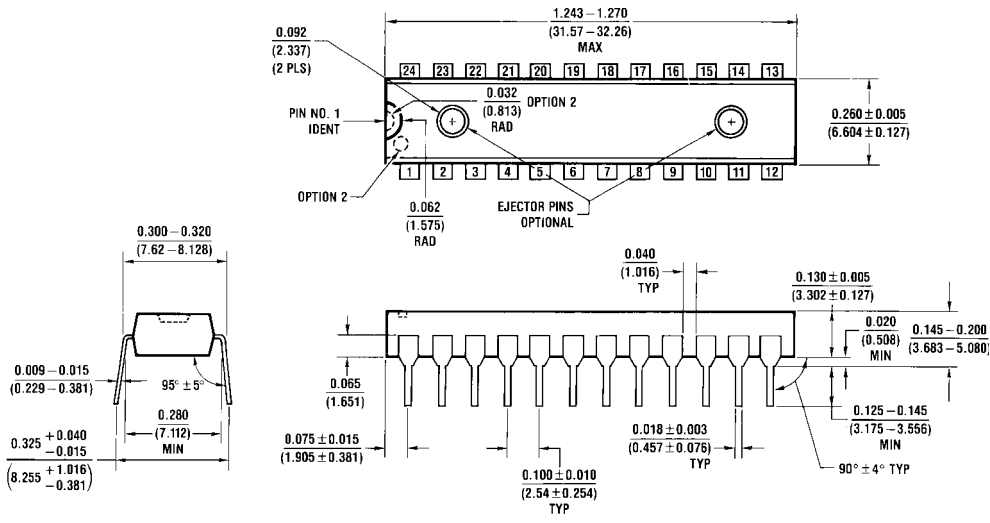 1.243 – 1.270
(31.57 – 32.26)
MAX
0.092
(2.337)
(2 PLS)
24 23 22 21 20 19 18 17 16 15 14 13
0.032
(0.813)
RAD
OPTION 2
PIN NO. 1
IDENT
0.260 ± 0.005
(6.604 ± 0.127)
1 2 3 4 5 6 7 8 9 10 11 12
OPTION 2
0.062
(1.575)
RAD
EJECTOR PINS
OPTIONAL
0.300 – 0.320
(7.62 – 8.128)
0.040
(1.016)
TYP
0.130 ± 0.005
(3.302 ± 0.127)
0.020
(0.508)
MIN
0.145 – 0.200
(3.683 – 5.080)
0.009 – 0.015
(0.229 – 0.381)
95° ± 5°
0.280
(7.112)
MIN
0.065
(1.651)
0.325 +0.040
–0.015
(8.255 +1.016
–0.381)
0.075 ± 0.015
(1.905 ± 0.381)
0.100 ± 0.010
(2.54 ± 0.254)
TYP
0.018 ± 0.003
(0.457 ± 0.076)
TYP
0.125 – 0.145
(3.175 – 3.556)
MIN
90° ± 4° TYP